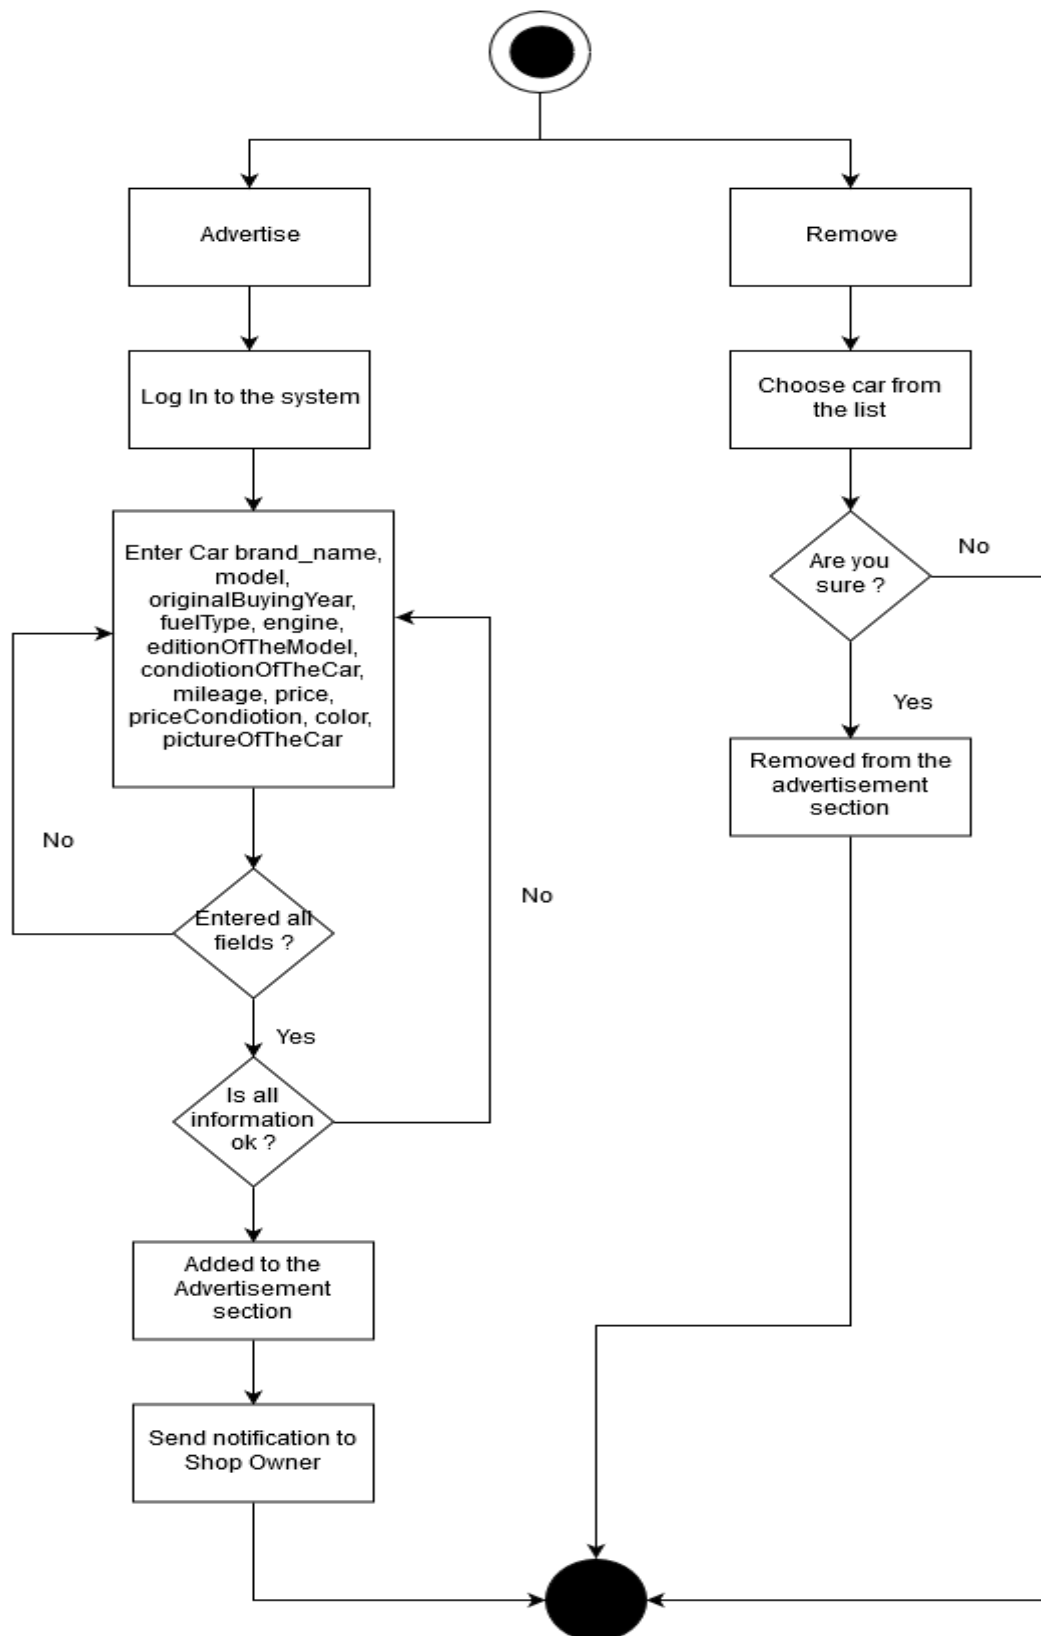 Advertise
Remove
Log In to the system
Choose car from
the list
Enter Car brand_name,
model,
originalBuyingYear,
fuelType, engine,
editionOfTheModel,
condiotionOfTheCar,
mileage, price,
priceCondiotion, color,
pictureOfTheCar
Are you
sure ?
No
Yes
Removed from the
advertisement
section
No
No
Entered all
fields ?
Yes
Is all
information
ok ?
Added to the
Advertisement
section
Send notification to
Shop Owner